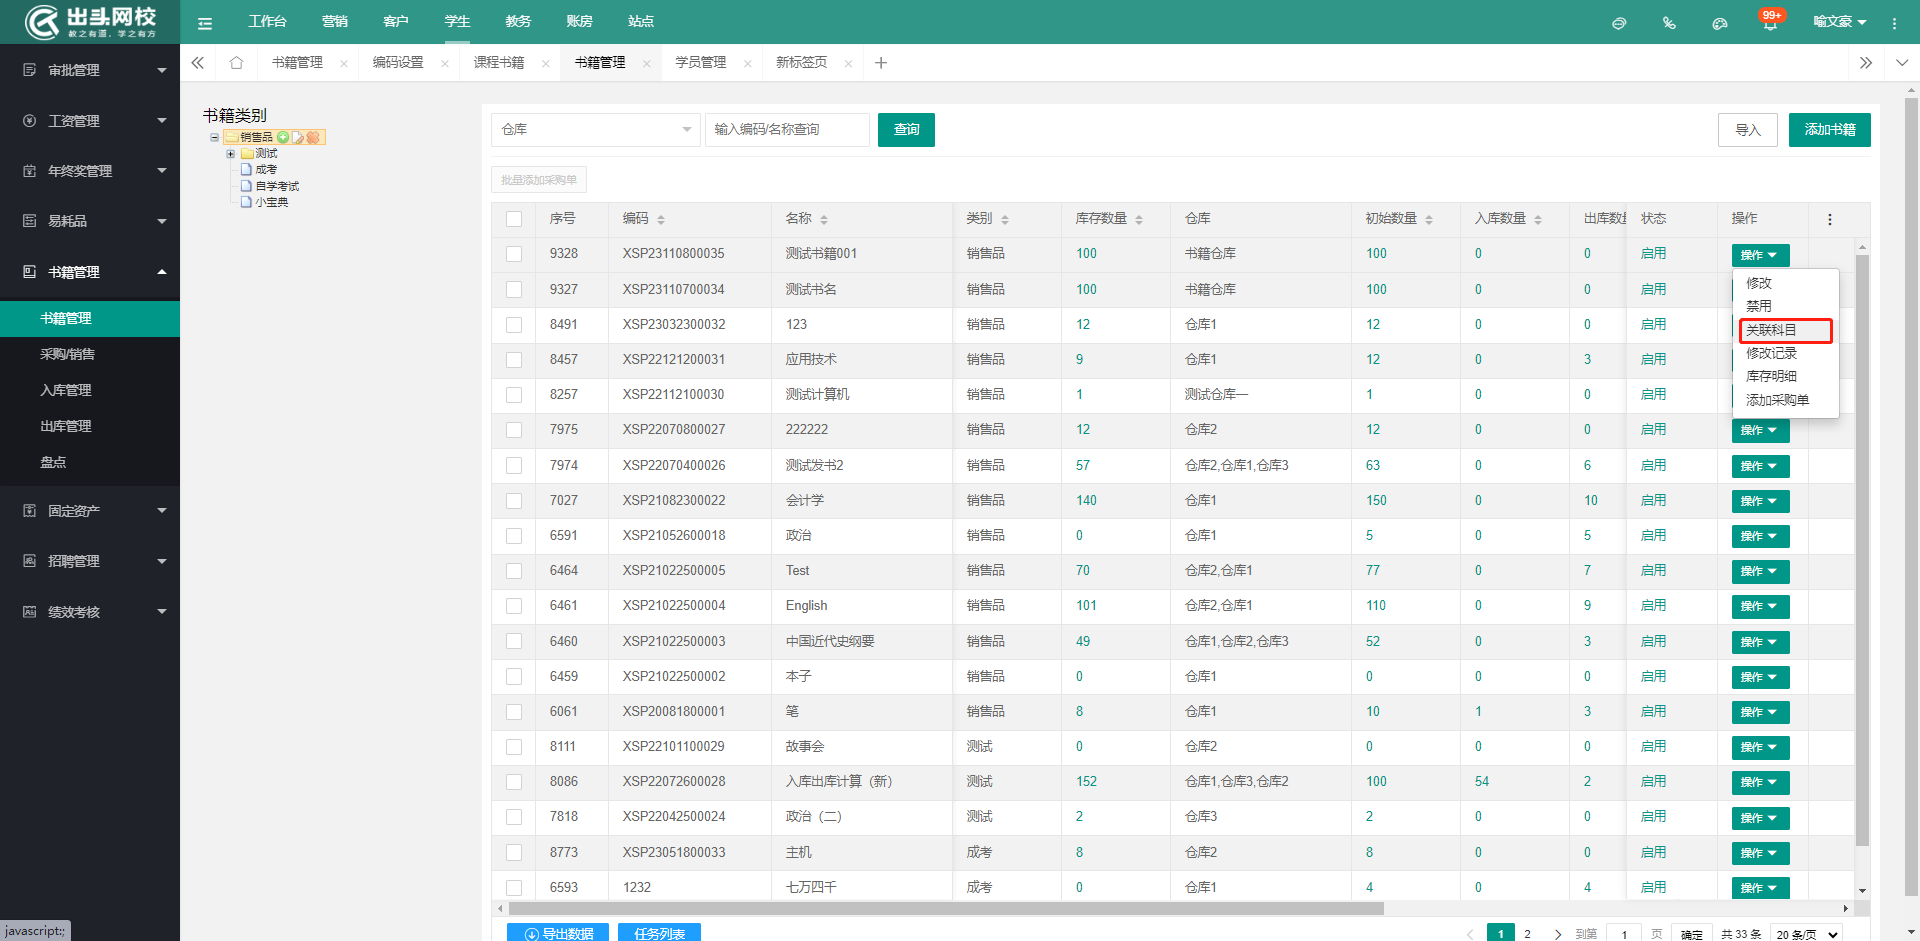 出头网校
教之有道，学之有方
工作台 营销 客户 学生 教务 账房 站点
99+
喻文豪
书籍管理 × 编码设置 × 课程书籍 × 书籍管理 × 学员管理 × 新标签页 × +
审批管理
工资管理
年终奖管理
易耗品
书籍管理
书籍管理
采购/销售
入库管理
出库管理
盘点
固定资产
招聘管理
绩效考核
javascript:;
书籍类别
销售品
测试
成考
自学考试
小宝典
仓库 输入编码/名称查询 查询 导入 添加书籍
批量添加采购单
序号 编码 名称 类别 库存数量 仓库 初始数量 入库数量 出库数量 状态 操作
9328 XSP23110800035 测试书籍001 销售品 100 书籍仓库 100 0 0 启用 操作
9327 XSP23110700034 测试书名 销售品 100 书籍仓库 100 0 0 启用
8491 XSP23032300032 123 销售品 12 仓库1 12 0 0 启用
8457 XSP22121200031 应用技术 销售品 9 仓库1 12 0 3 启用
8257 XSP22112100030 测试计算机 销售品 1 测试仓库一 1 0 0 启用
7975 XSP22070800027 222222 销售品 12 仓库2 12 0 0 启用 操作
7974 XSP22070400026 测试发书2 销售品 57 仓库2,仓库1,仓库3 63 0 6 启用 操作
7027 XSP21082300022 会计学 销售品 140 仓库1 150 0 10 启用 操作
6591 XSP21052600018 政治 销售品 0 仓库1 5 0 5 启用 操作
6464 XSP21022500005 Test 销售品 70 仓库2,仓库1 77 0 7 启用 操作
6461 XSP21022500004 English 销售品 101 仓库2,仓库1 110 0 9 启用 操作
6460 XSP21022500003 中国近代史纲要 销售品 49 仓库1,仓库2,仓库3 52 0 3 启用 操作
6459 XSP21022500002 本子 销售品 0 仓库1 0 0 0 启用 操作
6061 XSP20081800001 笔 销售品 8 仓库1 10 1 3 启用 操作
8111 XSP22101100029 故事会 测试 0 仓库2 0 0 0 启用 操作
8086 XSP22072600028 入库出库计算（新） 测试 152 仓库1,仓库3,仓库2 100 54 2 启用 操作
7818 XSP22042500024 政治（二） 测试 2 仓库3 2 0 0 启用 操作
8773 XSP23051800033 主机 成考 8 仓库2 8 0 0 启用 操作
6593 1232 七万四千 成考 0 仓库1 4 0 4 启用 操作
修改
禁用
关联科目
修改记录
库存明细
添加采购单
导出数据 任务列表 1 2 到第 1 页 确定 共 33 条 20 条/页